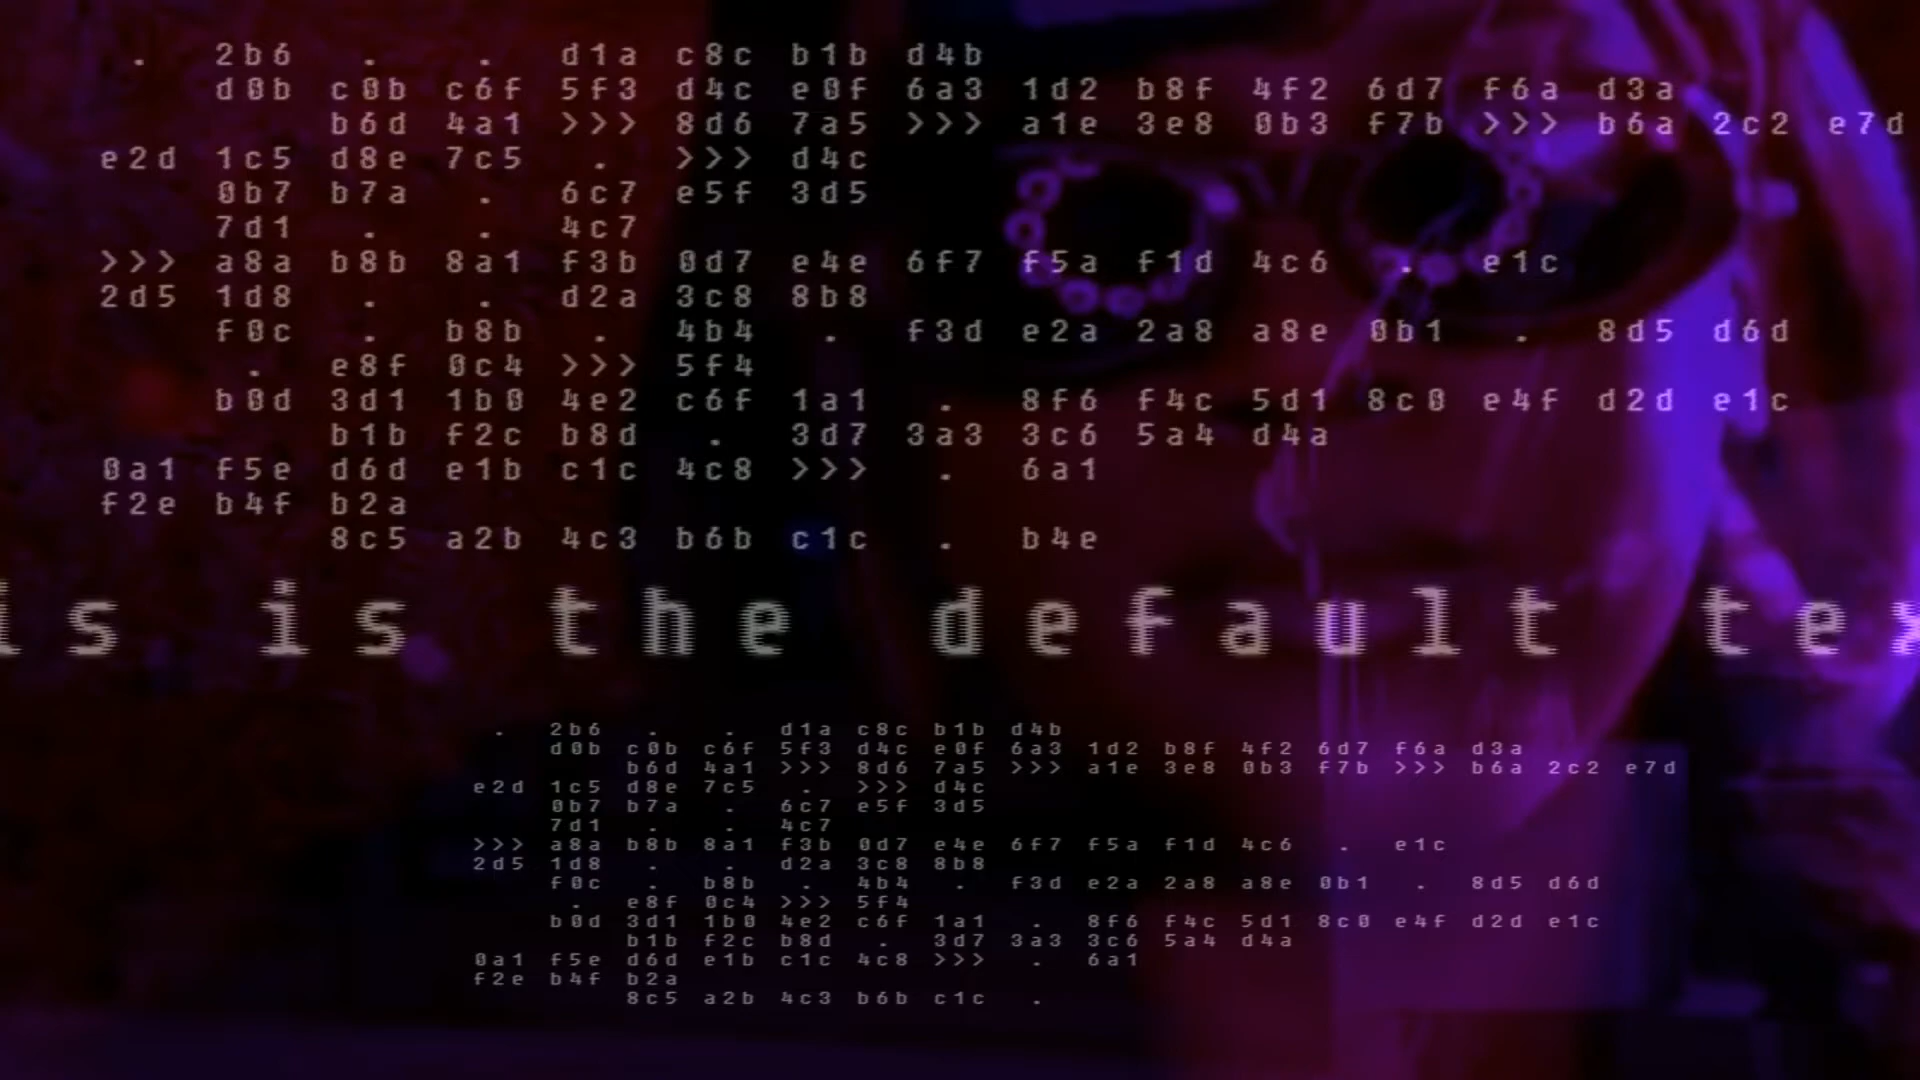 . 2b6 . . d1a c8c b1b d4b
d0b c0b c6f 5f3 d4c e0f 6a3 1d2 b8f 4f2 6d7 f6a d3a
b6d 4a1 >>> 8d6 7a5 >>> a1e 3e8 0b3 f7b >>> b6a 2c2 e7d
e2d 1c5 d8e 7c5 . >>> d4c
0b7 b7a . 6c7 e5f 3d5
7d1 . . 4c7
>>> a8a b8b 8a1 f3b 0d7 e4e 6f7 f5a f1d 4c6 . e1c
2d5 1d8 . . d2a 3c8 8b8
f0c . b8b . 4b4 . f3d e2a 2a8 a8e 0b1 . 8d5 d6d
. e8f 0c4 >>> 5f4
b0d 3d1 1b0 4e2 c6f 1a1 . 8f6 f4c 5d1 8c0 e4f d2d e1c
b1b f2c b8d . 3d7 3a3 3c6 5a4 d4a
0a1 f5e d6d e1b c1c 4c8 >>> . 6a1
f2e b4f b2a
8c5 a2b 4c3 b6b c1c . b4e
is is the default tex
. 2b6 . . d1a c8c b1b d4b
d0b c0b c6f 5f3 d4c e0f 6a3 1d2 b8f 4f2 6d7 f6a d3a
b6d 4a1 >>> 8d6 7a5 >>> a1e 3e8 0b3 f7b >>> b6a 2c2 e7d
e2d 1c5 d8e 7c5 . >>> d4c
0b7 b7a . 6c7 e5f 3d5
7d1 . . 4c7
>>> a8a b8b 8a1 f3b 0d7 e4e 6f7 f5a f1d 4c6 . e1c
2d5 1d8 . . d2a 3c8 8b8
f0c . b8b . 4b4 . f3d e2a 2a8 a8e 0b1 . 8d5 d6d
. e8f 0c4 >>> 5f4
b0d 3d1 1b0 4e2 c6f 1a1 . 8f6 f4c 5d1 8c0 e4f d2d e1c
b1b f2c b8d . 3d7 3a3 3c6 5a4 d4a
0a1 f5e d6d e1b c1c 4c8 >>> . 6a1
f2e b4f b2a
8c5 a2b 4c3 b6b c1c .